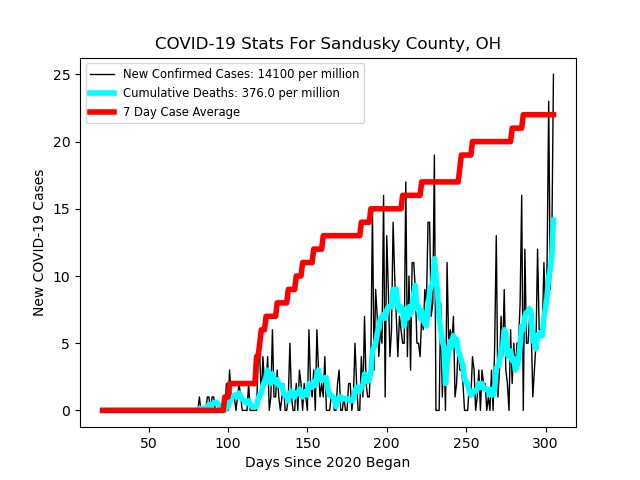 COVID-19 Stats For Sandusky County, OH
New Confirmed Cases: 14100 per million
Cumulative Deaths: 376.0 per million
7 Day Case Average
25
20
15
10
5
0
New COVID-19 Cases
50 100 150 200 250 300
Days Since 2020 Began